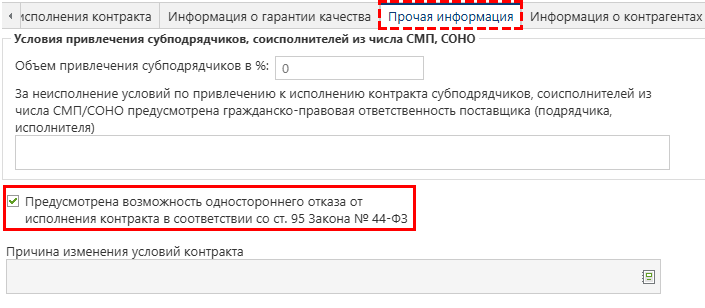 исполнения контракта Информация о гарантии качества Прочая информация Информация о контрагентах
Условия привлечения субподрядчиков, соисполнителей из числа СМП, СОНО
Объем привлечения субподрядчиков в %: 0
За неисполнение условий по привлечению к исполнению контракта субподрядчиков, соисполнителей из
числа СМП/СОНО предусмотрена гражданско-правовая ответственность поставщика (подрядчика,
исполнителя)
Предусмотрена возможность одностороннего отказа от
исполнения контракта в соответствии со ст. 95 Закона № 44-ФЗ
Причина изменения условий контракта